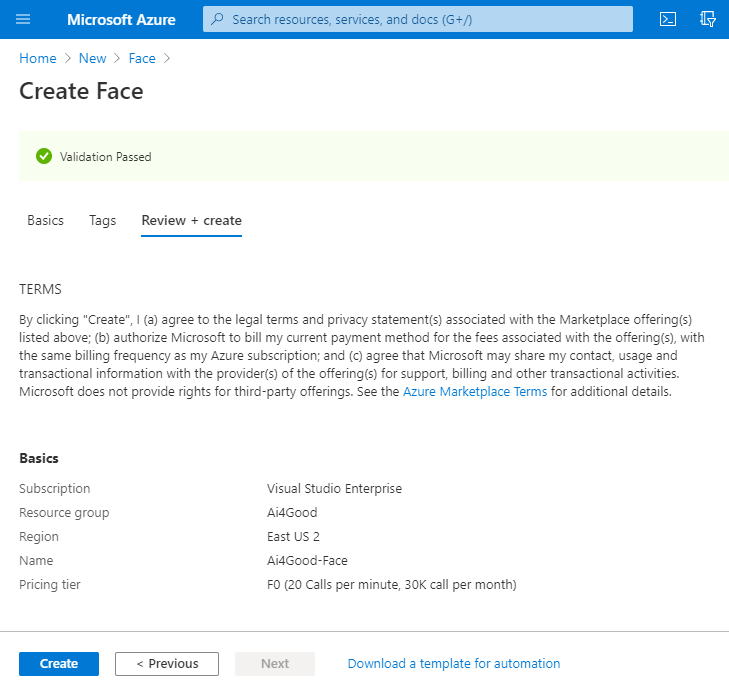 Microsoft Azure Search resources, services, and docs (G+/)
Home > New > Face >
Create Face
Validation Passed
Basics Tags Review + create
TERMS
By clicking "Create", I (a) agree to the legal terms and privacy statement(s) associated with the Marketplace offering(s)
listed above; (b) authorize Microsoft to bill my current payment method for the fees associated with the offering(s), with
the same billing frequency as my Azure subscription; and (c) agree that Microsoft may share my contact, usage and
transactional information with the provider(s) of the offering(s) for support, billing and other transactional activities.
Microsoft does not provide rights for third-party offerings. See the Azure Marketplace Terms for additional details.
Basics
Subscription Visual Studio Enterprise
Resource group Ai4Good
Region East US 2
Name Ai4Good-Face
Pricing tier F0 (20 Calls per minute, 30K call per month)
Create < Previous Next Download a template for automation